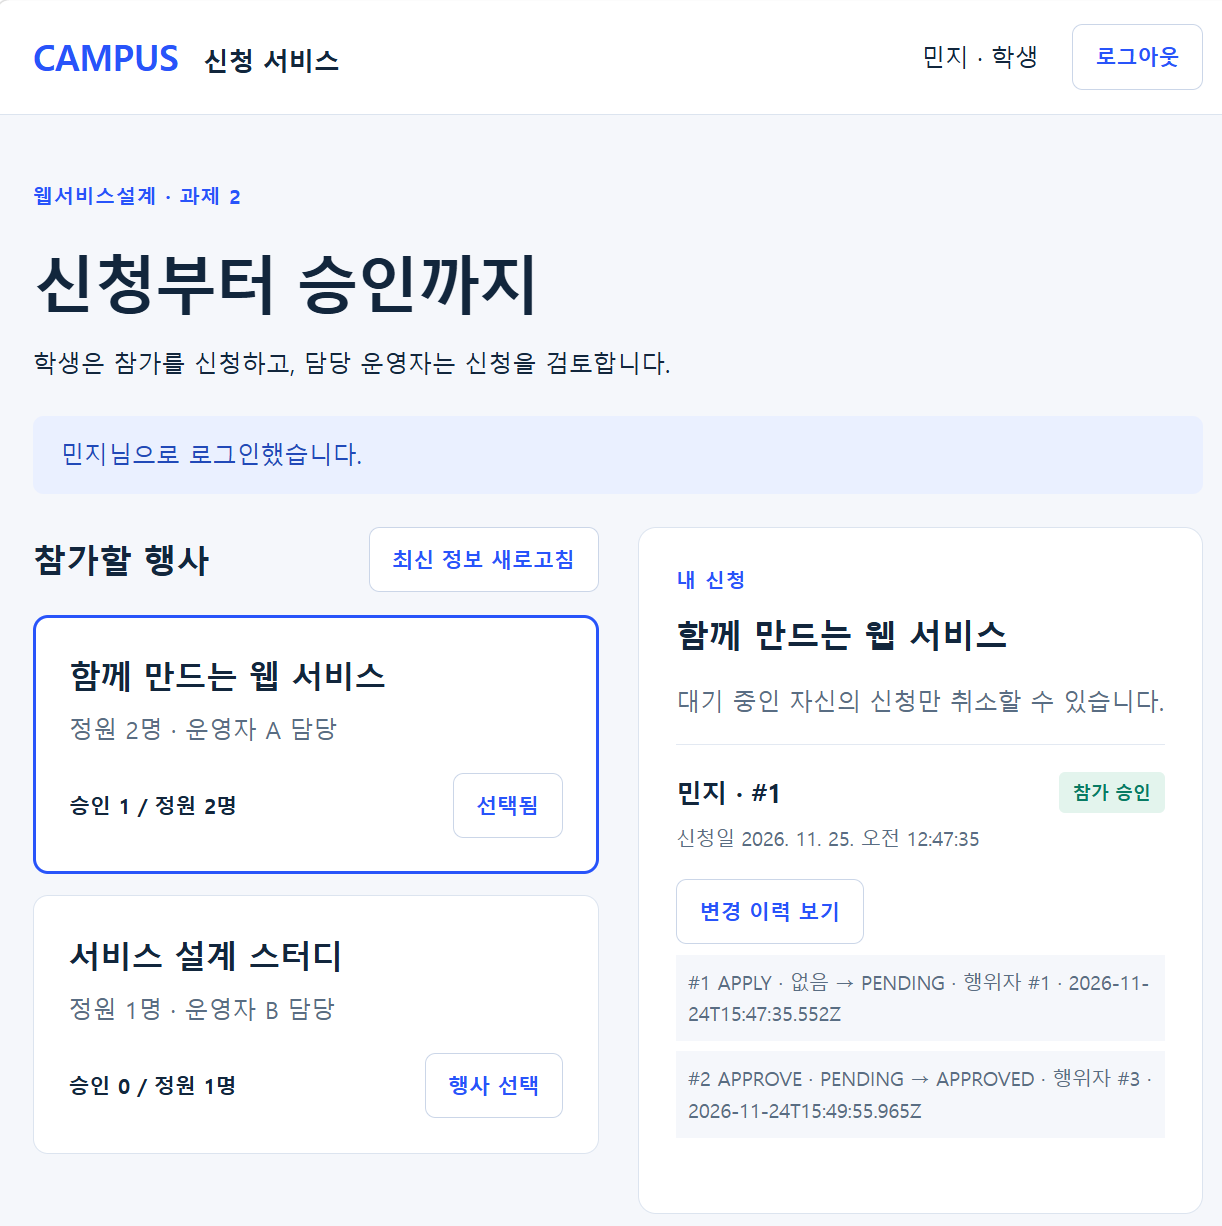 CAMPUS 신청 서비스
민지 · 학생
로그아웃
웹서비스설계 · 과제 2
신청부터 승인까지
학생은 참가를 신청하고, 담당 운영자는 신청을 검토합니다.
민지님으로 로그인했습니다.
참가할 행사
최신 정보 새로고침
함께 만드는 웹 서비스
정원 2명 · 운영자 A 담당
승인 1 / 정원 2명
선택됨
서비스 설계 스터디
정원 1명 · 운영자 B 담당
승인 0 / 정원 1명
행사 선택
내 신청
함께 만드는 웹 서비스
대기 중인 자신의 신청만 취소할 수 있습니다.
민지 · #1
참가 승인
신청일 2026. 11. 25. 오전 12:47:35
변경 이력 보기
#1 APPLY · 없음 → PENDING · 행위자 #1 · 2026-11-
24T15:47:35.552Z
#2 APPROVE · PENDING → APPROVED · 행위자 #3 ·
2026-11-24T15:49:55.965Z